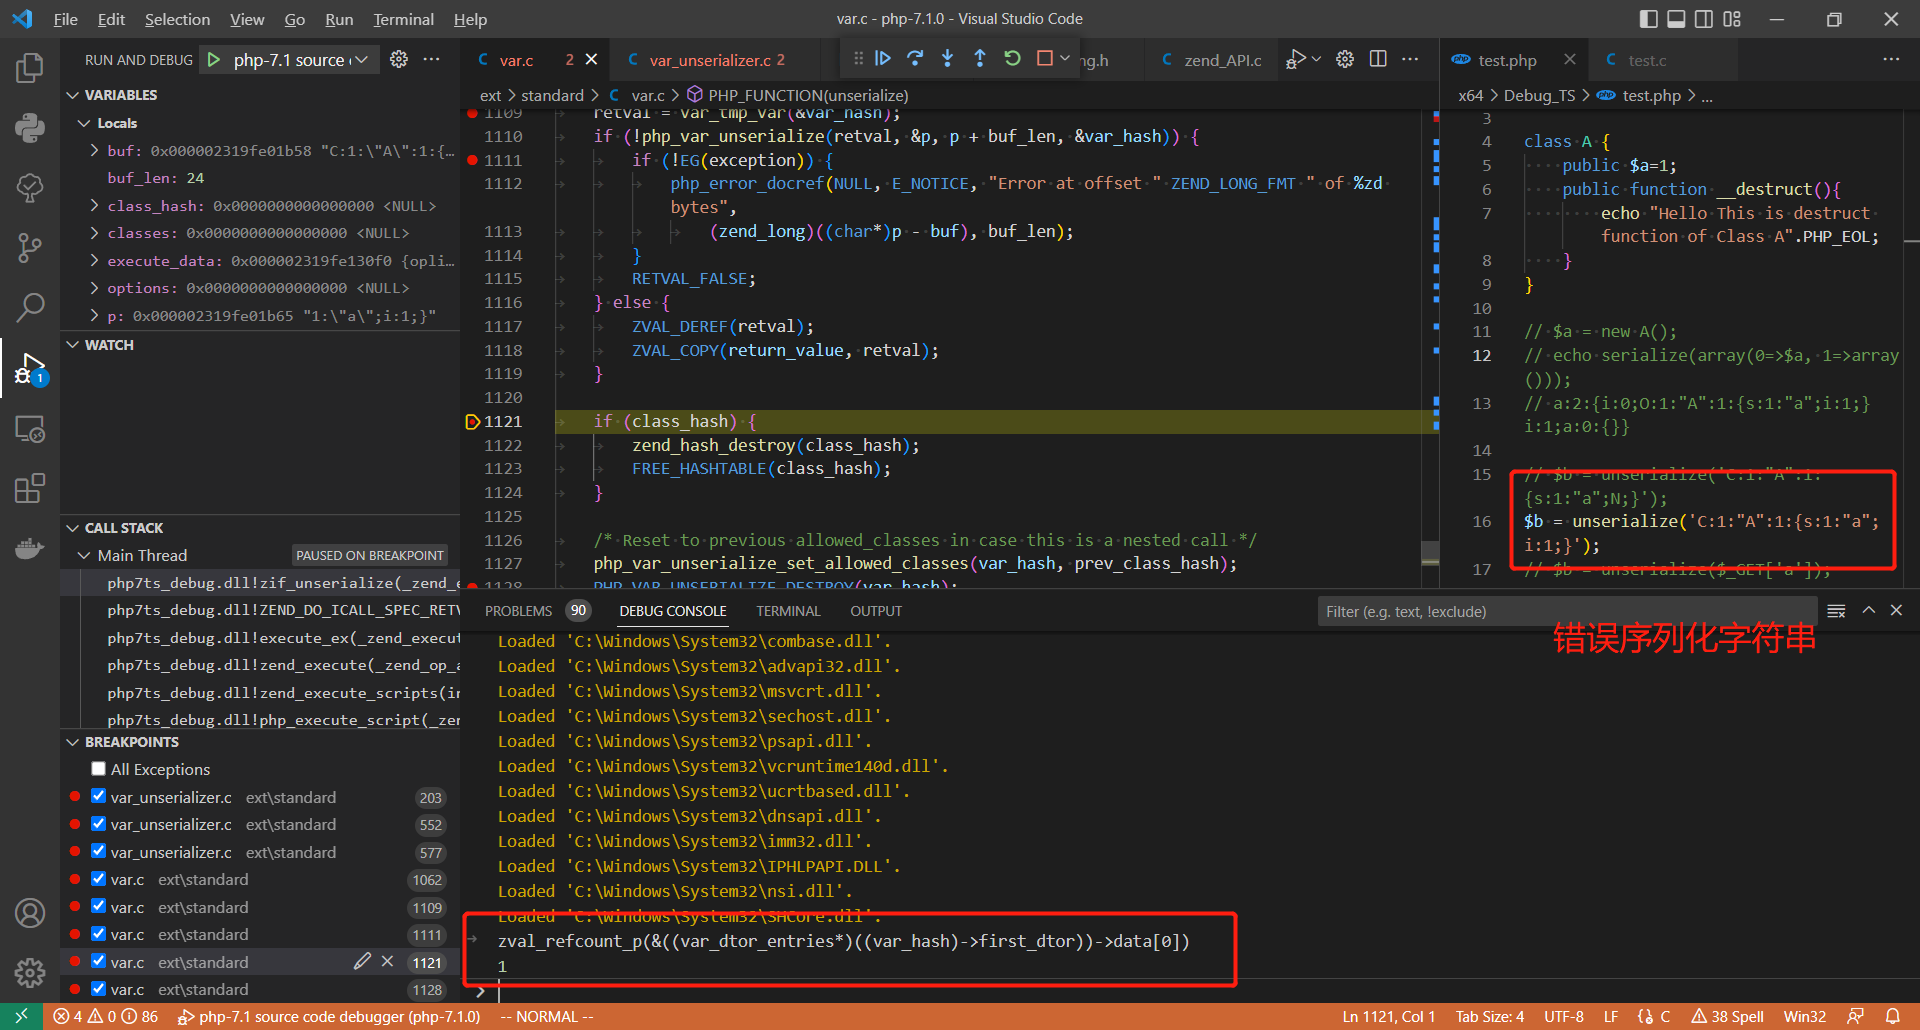 File Edit Selection View Go Run Terminal Help
var.c - php-7.1.0 - Visual Studio Code
RUN AND DEBUG
php-7.1 source
VARIABLES
Locals
buf: 0x000002319fe01b58 "C:1:\"A\":1:{…
buf_len: 24
class_hash: 0x0000000000000000 <NULL>
classes: 0x0000000000000000 <NULL>
execute_data: 0x000002319fe130f0 {opli…
options: 0x0000000000000000 <NULL>
p: 0x000002319fe01b65 "1:\"a\";i:1;}"
WATCH
CALL STACK
Main Thread
PAUSED ON BREAKPOINT
php7ts_debug.dll!zif_unserialize(_zend_e
php7ts_debug.dll!ZEND_DO_ICALL_SPEC_RETV
php7ts_debug.dll!execute_ex(_zend_execut
php7ts_debug.dll!zend_execute(_zend_op_a
php7ts_debug.dll!zend_execute_scripts(in
php7ts_debug.dll!php_execute_script(_zen
BREAKPOINTS
All Exceptions
var_unserializer.c ext\standard 203
var_unserializer.c ext\standard 552
var_unserializer.c ext\standard 577
var.c ext\standard 1062
var.c ext\standard 1109
var.c ext\standard 1111
var.c ext\standard 1121
var.c ext\standard 1128
1
C var.c 2
C var_unserializer.c 2
ng.h
C zend_API.c
ext > standard > C var.c > PHP_FUNCTION(unserialize)
1109 retval = var_tmp_var(&var_hash);
1110 if (!php_var_unserialize(retval, &p, p + buf_len, &var_hash)) {
1111 if (!EG(exception)) {
1112 php_error_docref(NULL, E_NOTICE, "Error at offset " ZEND_LONG_FMT " of %zd
bytes",
1113 (zend_long)((char*)p - buf), buf_len);
1114 }
1115 RETVAL_FALSE;
1116 } else {
1117 ZVAL_DEREF(retval);
1118 ZVAL_COPY(return_value, retval);
1119 }
1120
1121 if (class_hash) {
1122 zend_hash_destroy(class_hash);
1123 FREE_HASHTABLE(class_hash);
1124 }
1125
1126 /* Reset to previous allowed_classes in case this is a nested call */
1127 php_var_unserialize_set_allowed_classes(var_hash, prev_class_hash);
1128 PHP_VAR_UNSERIALIZE_DESTROY(var_hash);
php test.php
C test.c
x64 > Debug_TS > php test.php > ...
3
4 class A {
5 public $a=1;
6 public function __destruct(){
7 echo "Hello This is destruct
function of Class A".PHP_EOL;
8 }
9 }
10
11 // $a = new A();
12 // echo serialize(array(0=>$a, 1=>array
()));
13 // a:2:{i:0;O:1:"A":1:{s:1:"a";i:1;}
i:1;a:0:{}}
14
15 // $b = unserialize('C:1:"A":1:
{s:1:"a";N;}');
16 $b = unserialize('C:1:"A":1:{s:1:"a";
i:1;}');
17 // $b = unserialize($_GET['a']);
PROBLEMS 90 DEBUG CONSOLE TERMINAL OUTPUT
Filter (e.g. text, !exclude)
错误序列化字符串
Loaded 'C:\Windows\System32\combase.dll'.
Loaded 'C:\Windows\System32\advapi32.dll'.
Loaded 'C:\Windows\System32\msvcrt.dll'.
Loaded 'C:\Windows\System32\sechost.dll'.
Loaded 'C:\Windows\System32\psapi.dll'.
Loaded 'C:\Windows\System32\vcruntime140d.dll'.
Loaded 'C:\Windows\System32\ucrtbased.dll'.
Loaded 'C:\Windows\System32\dnsapi.dll'.
Loaded 'C:\Windows\System32\imm32.dll'.
Loaded 'C:\Windows\System32\IPHLPAPI.DLL'.
Loaded 'C:\Windows\System32\nsi.dll'.
Loaded 'C:\Windows\System32\SHCore.dll'.
zval_refcount_p(&((var_dtor_entries*)((var_hash)->first_dtor))->data[0])
1
4 0 86
php-7.1 source code debugger (php-7.1.0)
-- NORMAL --
Ln 1121, Col 1
Tab Size: 4
UTF-8
LF
C
38 Spell
Win32